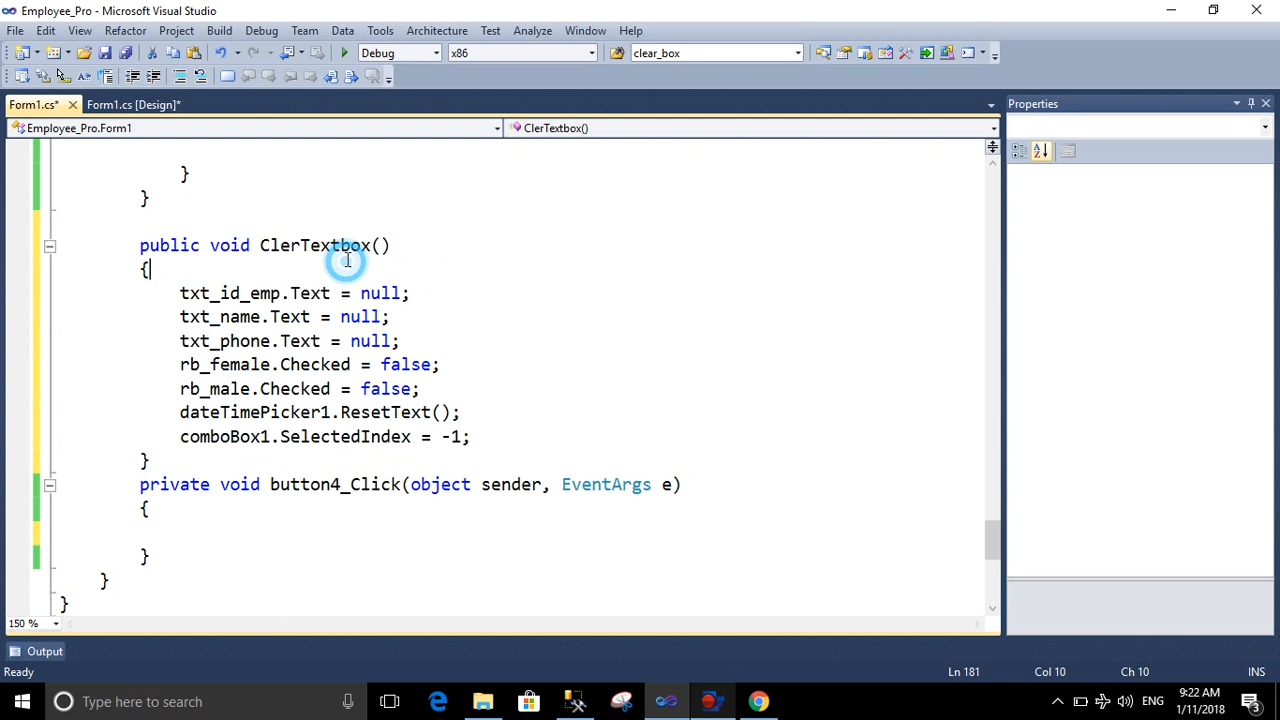 Employee_Pro - Microsoft Visual Studio
File Edit View Refactor Project Build Debug Team Data Tools Architecture Test Analyze Window Help
Debug x86 clear_box
Form1.cs* Form1.cs [Design]* Properties
Employee_Pro.Form1 ClerTextbox()
}
}
public void ClerTextbox()
{
txt_id_emp.Text = null;
txt_name.Text = null;
txt_phone.Text = null;
rb_female.Checked = false;
rb_male.Checked = false;
dateTimePicker1.ResetText();
comboBox1.SelectedIndex = -1;
}
private void button4_Click(object sender, EventArgs e)
{
}
}
}
150 %
Output
Ready Ln 181 Col 10 Ch 10 INS
Type here to search ENG 9:22 AM
1/11/2018 3